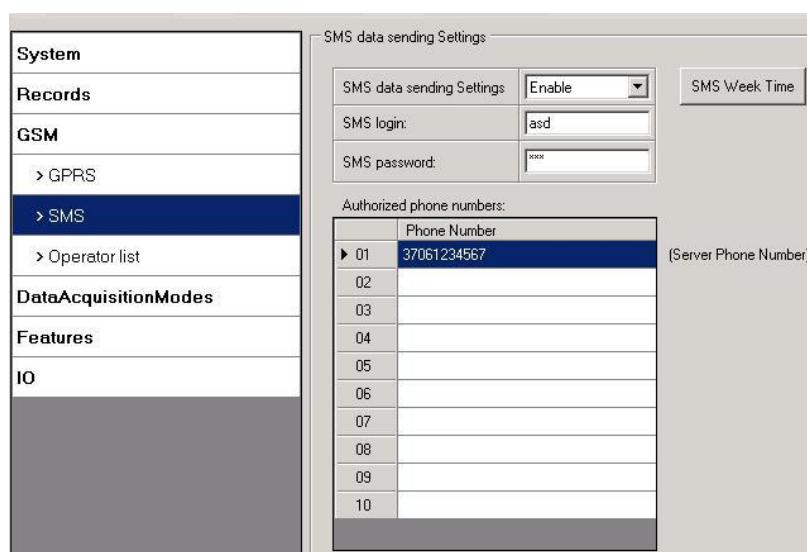 System
Records
GSM
> GPRS
> SMS
> Operator list
DataAcquisitionModes
Features
IO
SMS data sending Settings
SMS data sending Settings Enable SMS Week Time
SMS login: asd
SMS password: ***
Authorized phone numbers:
Phone Number
01 37061234567 (Server Phone Number)
02
03
04
05
06
07
08
09
10